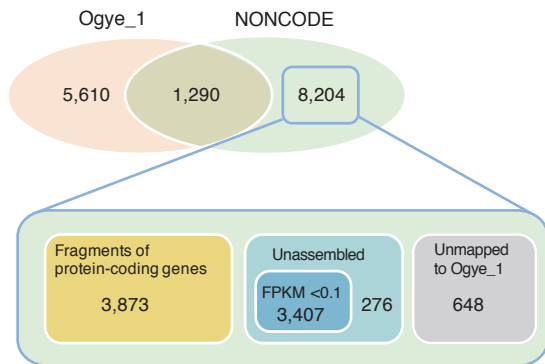 Ogye_1 NONCODE
5,610 1,290 8,204
Fragments of
protein-coding genes
3,873
Unassembled
FPKM <0.1
3,407
276
Unmapped
to Ogye_1
648